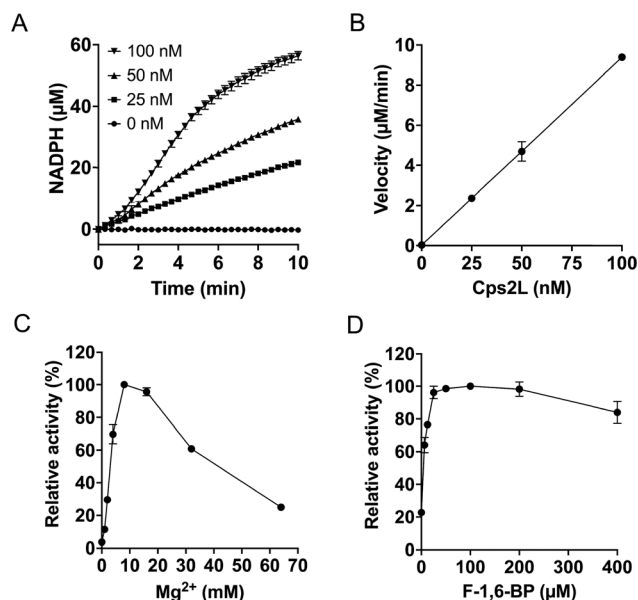 A
NADPH (µM)
60
40
20
0
100 nM
50 nM
25 nM
0 nM
0 2 4 6 8 10
Time (min)
B
Velocity (µM/min)
10
8
6
4
2
0
0 25 50 75 100
Cps2L (nM)
C
Relative activity (%)
120
100
80
60
40
20
0
0 10 20 30 40 50 60 70
Mg²⁺ (mM)
D
Relative activity (%)
120
100
80
60
40
20
0
0 100 200 300 400
F-1,6-BP (µM)